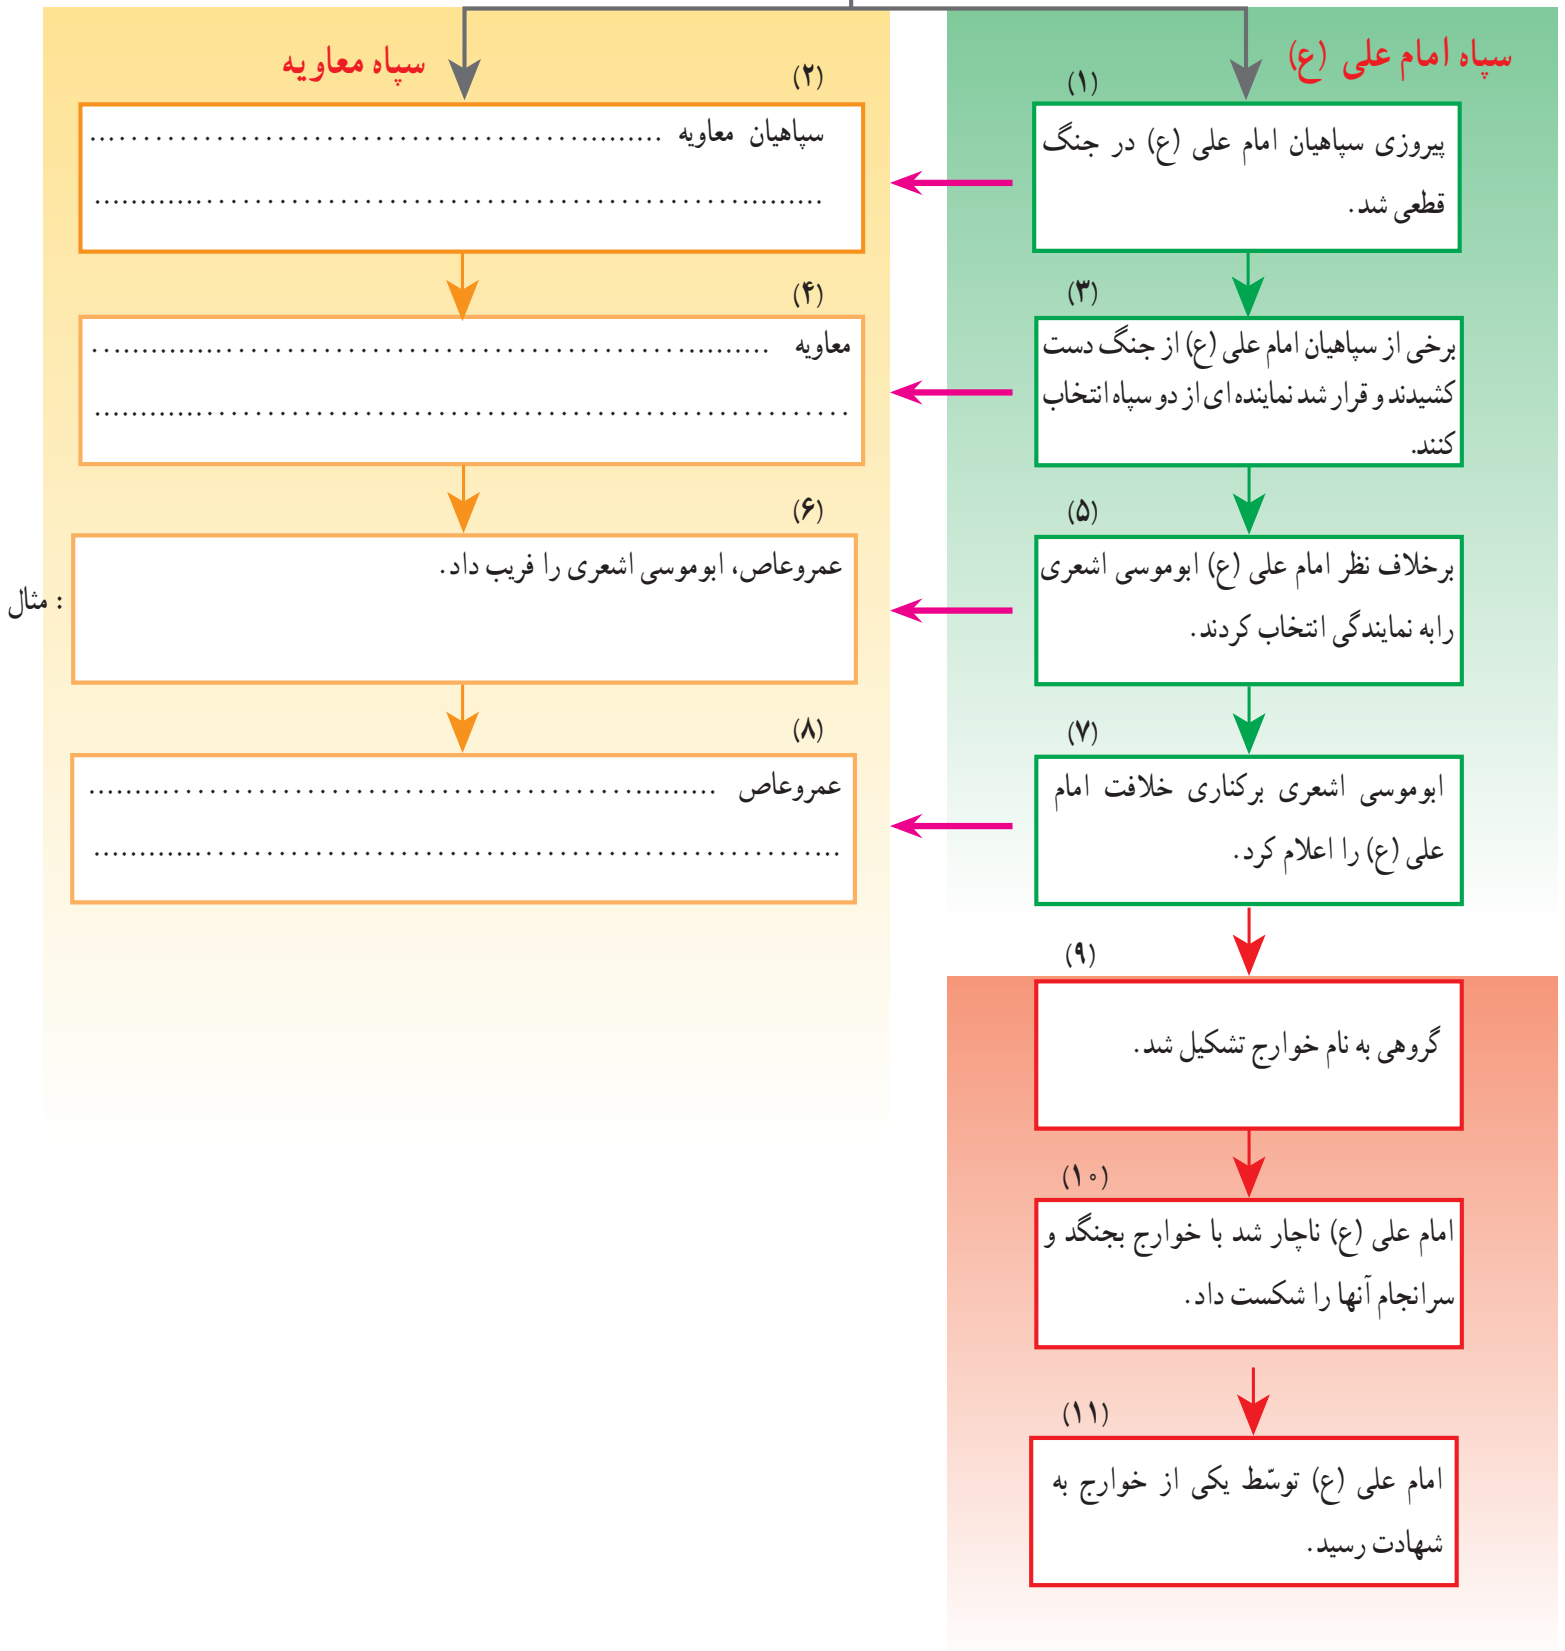 سپاه امام علی (ع)
سپاه معاویه
(۱)
پیروزی سپاهیان امام علی (ع) در جنگ
قطعی شد.
(۲)
سپاهیان معاویه ............................................................
............................................................
(۳)
برخی از سپاهیان امام علی (ع) از جنگ دست
کشیدند و قرار شد نماینده ای از دو سپاه انتخاب
کنند.
(۴)
معاویه ............................................................
............................................................
(۵)
برخلاف نظر امام علی (ع) ابوموسی اشعری
رابه نمایندگی انتخاب کردند.
(۶)
عمروعاص، ابوموسی اشعری را فریب داد.
مثال :
(۷)
ابوموسی اشعری برکناری خلافت امام
علی (ع) را اعلام کرد.
(۸)
عمروعاص ............................................................
............................................................
(۹)
گروهی به نام خوارج تشکیل شد.
(۱۰)
امام علی (ع) ناچار شد با خوارج بجنگد و
سرانجام آنها را شکست داد.
(۱۱)
امام علی (ع) توسّط یکی از خوارج به
شهادت رسید.